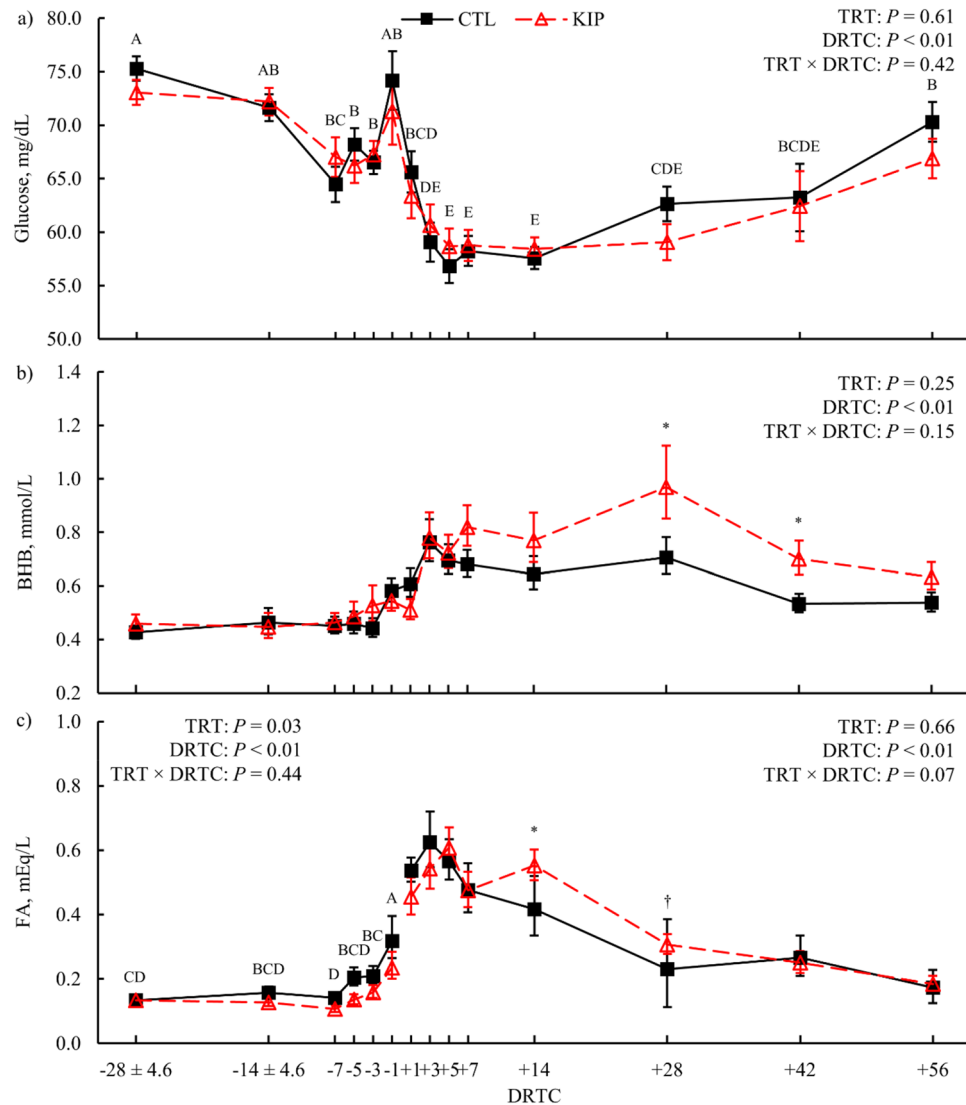 a)
CTL KIP
TRT: P = 0.61
DRTC: P < 0.01
TRT × DRTC: P = 0.42
80.0
75.0
70.0
65.0
60.0
55.0
50.0
Glucose, mg/dL
A
AB
BC
B
B
AB
BCD
DE
E
E
E
CDE
BCDE
B
b)
TRT: P = 0.25
DRTC: P < 0.01
TRT × DRTC: P = 0.15
1.4
1.2
1.0
0.8
0.6
0.4
0.2
BHB, mmol/L
*
*
c)
TRT: P = 0.03
DRTC: P < 0.01
TRT × DRTC: P = 0.44
TRT: P = 0.66
DRTC: P < 0.01
TRT × DRTC: P = 0.07
1.0
0.8
0.6
0.4
0.2
0.0
FA, mEq/L
CD
BCD
D
BCD
BC
A
*
†
-28 ± 4.6 -14 ± 4.6 -7 -5 -3 -1 +1 +3 +5 +7 +14 +28 +42 +56
DRTC